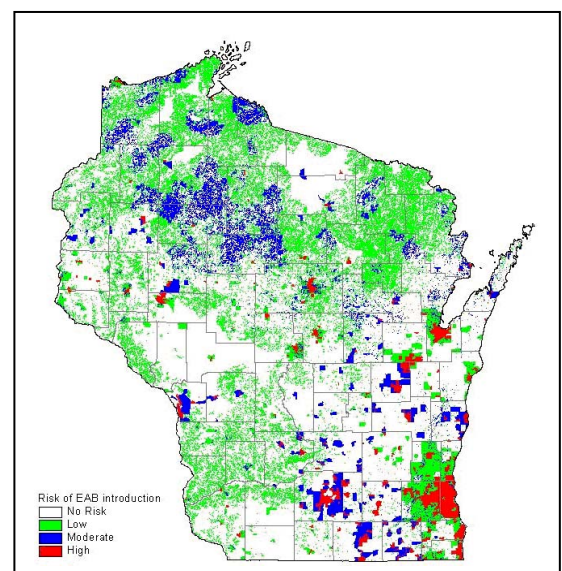 Risk of EAB introduction
No Risk
Low
Moderate
High